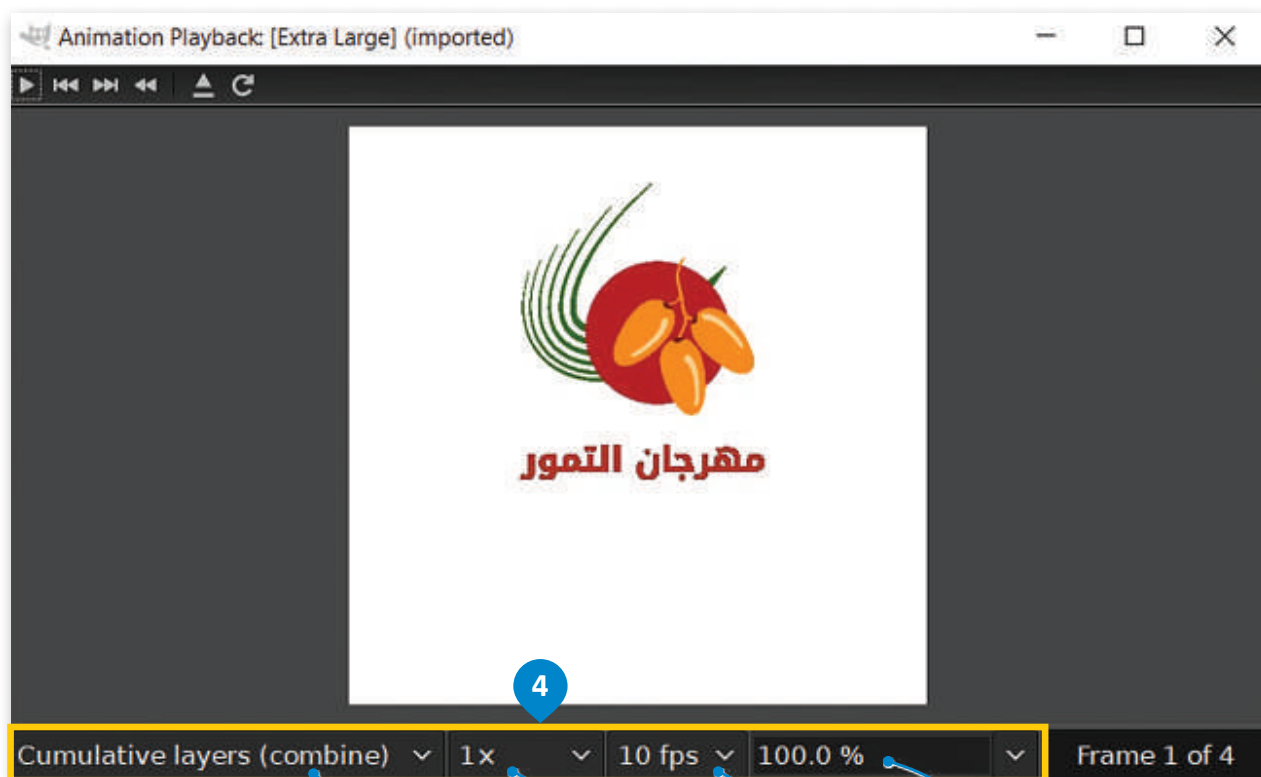 Animation Playback: [Extra Large] (imported)
مهرجان التمور
4
Cumulative layers (combine) 1x 10 fps 100.0 % Frame 1 of 4